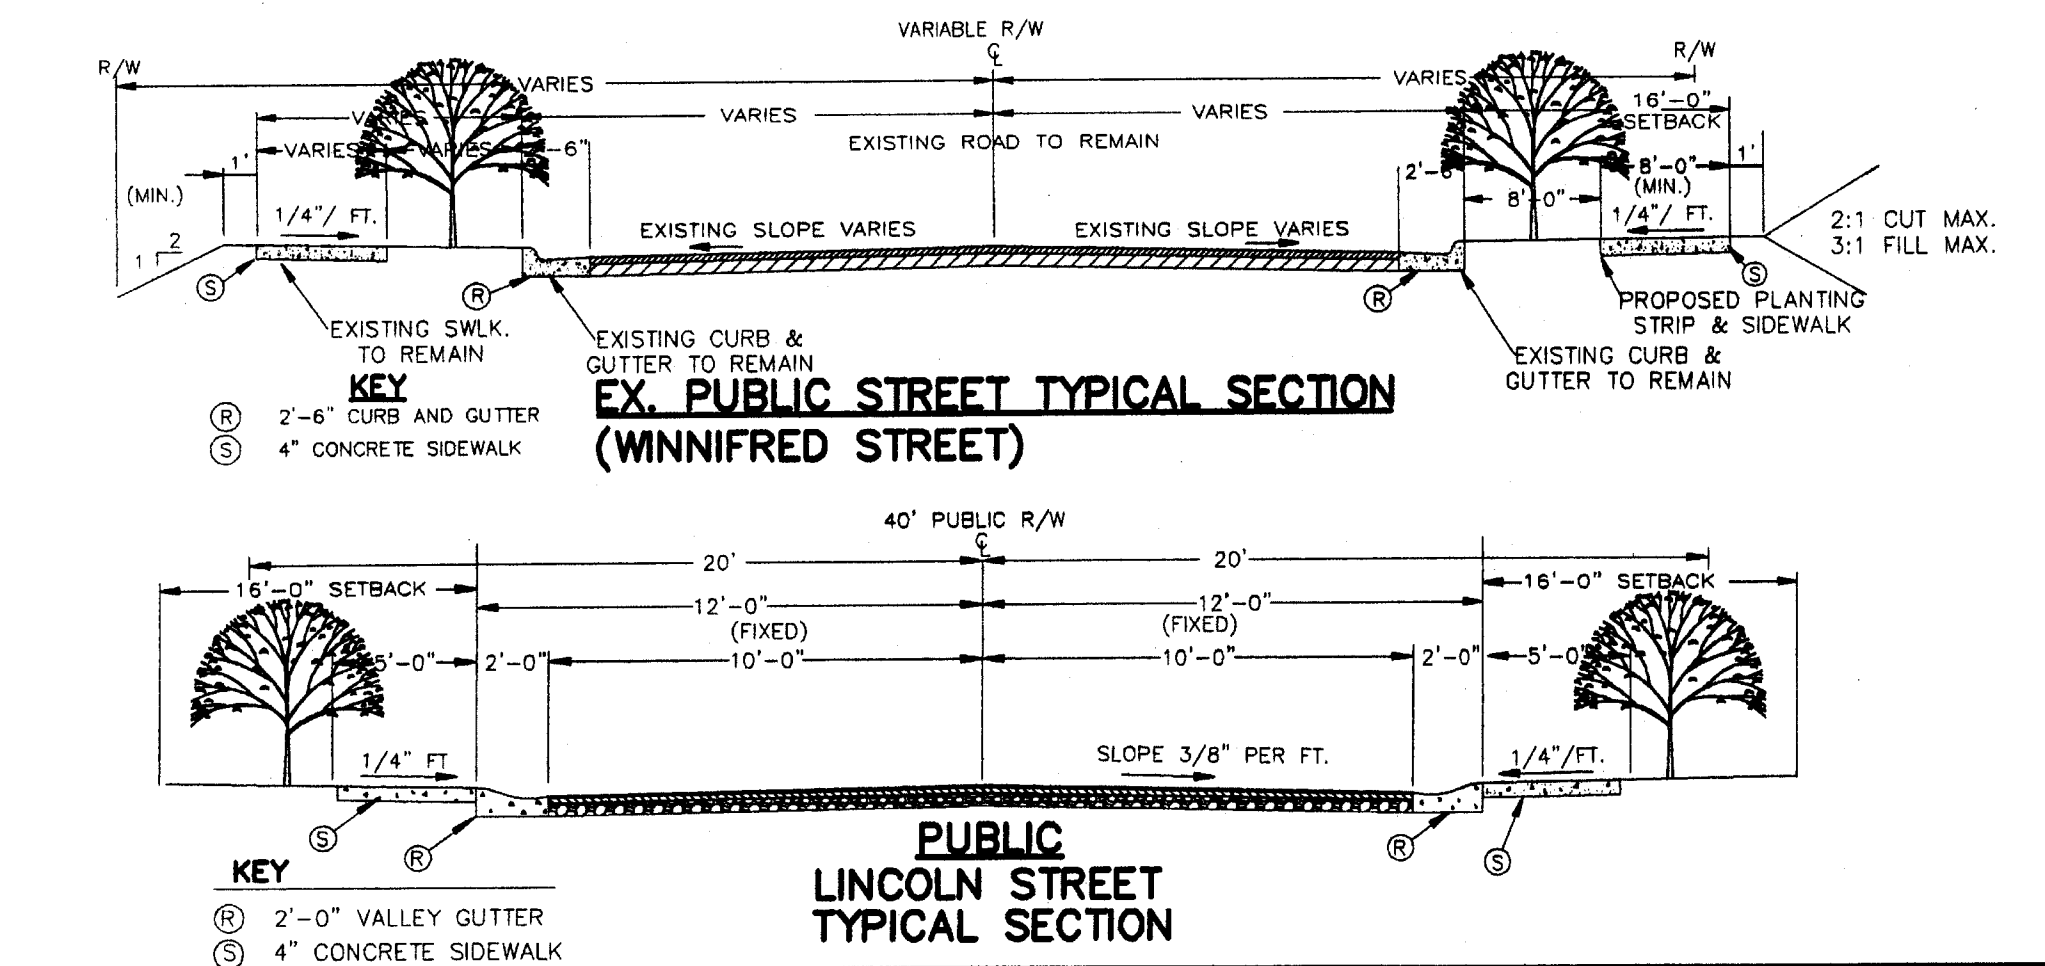 VARIABLE R/W
C̲L
R/W
R/W
VARIES
VARIES
16'-0"
SETBACK
VARIES
VARIES
VARIES
EXISTING ROAD TO REMAIN
VARIES
VARIES
-6"
2'-6
8'-0"
(MIN.)
1'
1'
(MIN.)
8'-0"
1/4"/ FT.
1/4"/ FT.
EXISTING SLOPE VARIES
EXISTING SLOPE VARIES
2
1
2:1 CUT MAX.
3:1 FILL MAX.
S
R
R
S
EXISTING SWLK.
TO REMAIN
EXISTING CURB &
GUTTER TO REMAIN
PROPOSED PLANTING
STRIP & SIDEWALK
EXISTING CURB &
GUTTER TO REMAIN
KEY
R 2'-6" CURB AND GUTTER
S 4" CONCRETE SIDEWALK
EX. PUBLIC STREET TYPICAL SECTION
(WINNIFRED STREET)
40' PUBLIC R/W
CL
20'
20'
16'-0" SETBACK
16'-0" SETBACK
12'-0"
(FIXED)
12'-0"
(FIXED)
5'-0"
2'-0"
10'-0"
10'-0"
2'-0"
5'-0"
1/4" FT
SLOPE 3/8" PER FT.
1/4"/FT.
S
R
R
S
PUBLIC
LINCOLN STREET
TYPICAL SECTION
KEY
R 2'-0" VALLEY GUTTER
S 4" CONCRETE SIDEWALK